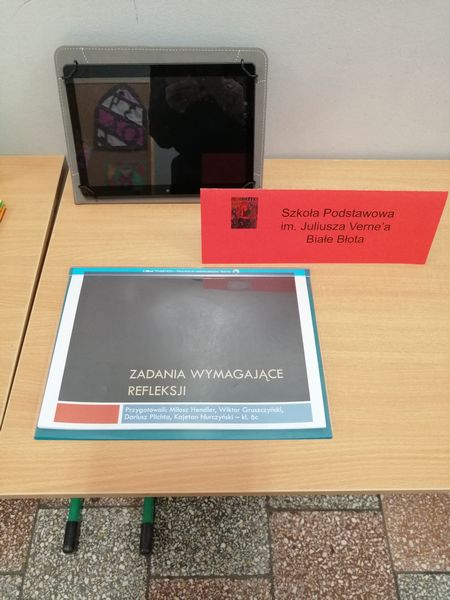 Szkoła Podstawowa
im. Juliusza Verne'a
Białe Błota
ZADANIA WYMAGAJĄCE
REFLEKSJI
Przygotowali: Miłosz Hendler, Wiktor Gruszczyński,
Dariusz Plichta, Kajetan Nurczyński – kl. 6c